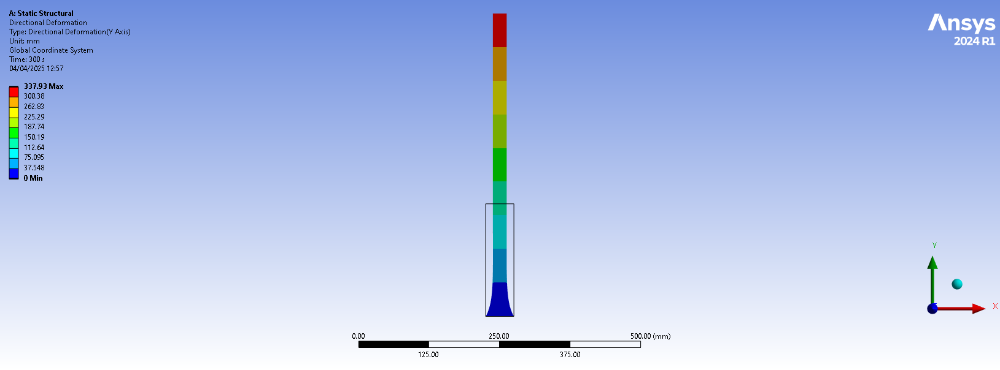 A: Static Structural
Directional Deformation
Type: Directional Deformation(Y Axis)
Unit: mm
Global Coordinate System
Time: 300 s
04/04/2025 12:57
337.93 Max
300.38
262.83
225.29
187.74
150.19
112.64
75.095
37.548
0 Min
Ansys
2024 R1
Y
X
0.00
250.00
500.00 (mm)
125.00
375.00